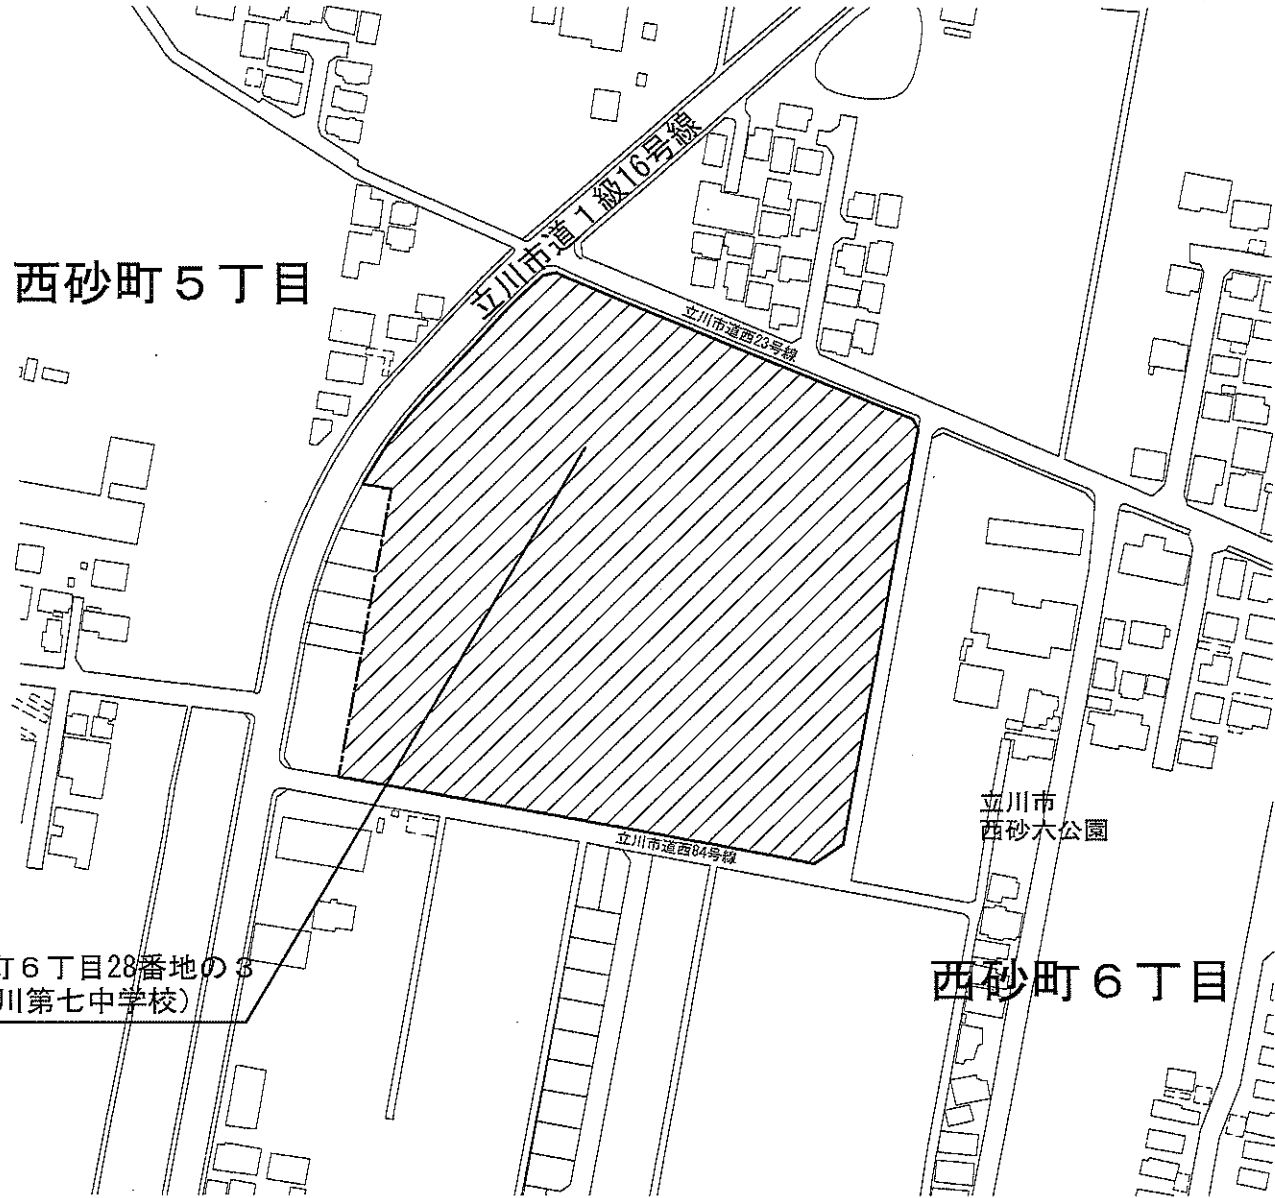 立川市道１級16号線
西砂町５丁目
立川市道西23号線
立川市
西砂六公園
立川市道西84号線
町６丁目28番地の３
川第七中学校）
西砂町６丁目